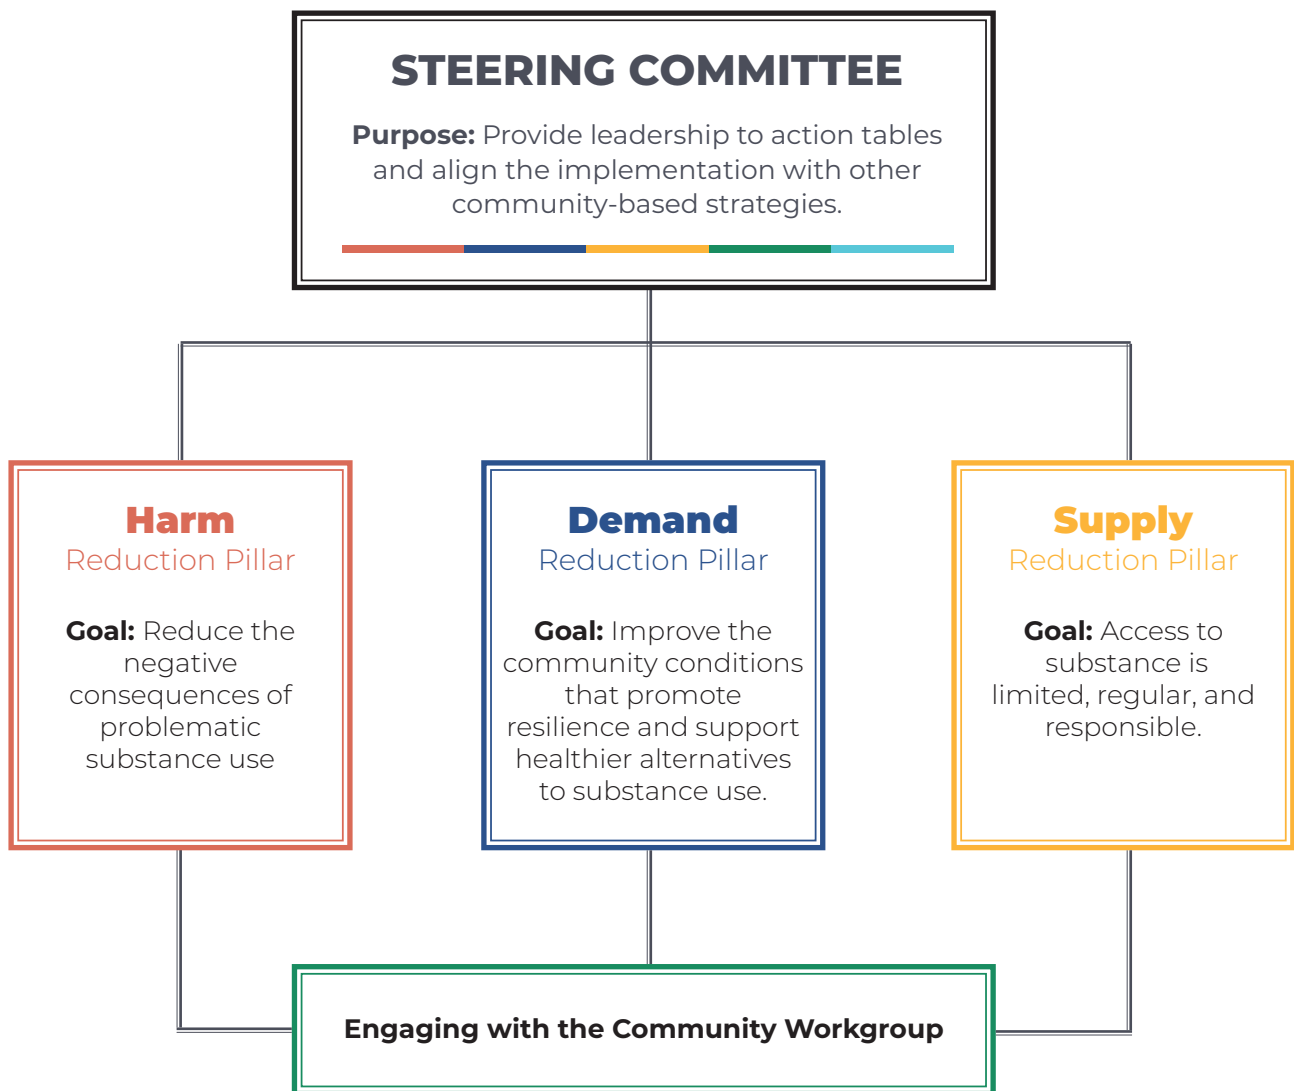 STEERING COMMITTEE
Purpose: Provide leadership to action tables
and align the implementation with other
community-based strategies.
Harm
Reduction Pillar
Goal: Reduce the
negative
consequences of
problematic
substance use
Demand
Reduction Pillar
Goal: Improve the
community conditions
that promote
resilience and support
healthier alternatives
to substance use.
Supply
Reduction Pillar
Goal: Access to
substance is
limited, regular, and
responsible.
Engaging with the Community Workgroup